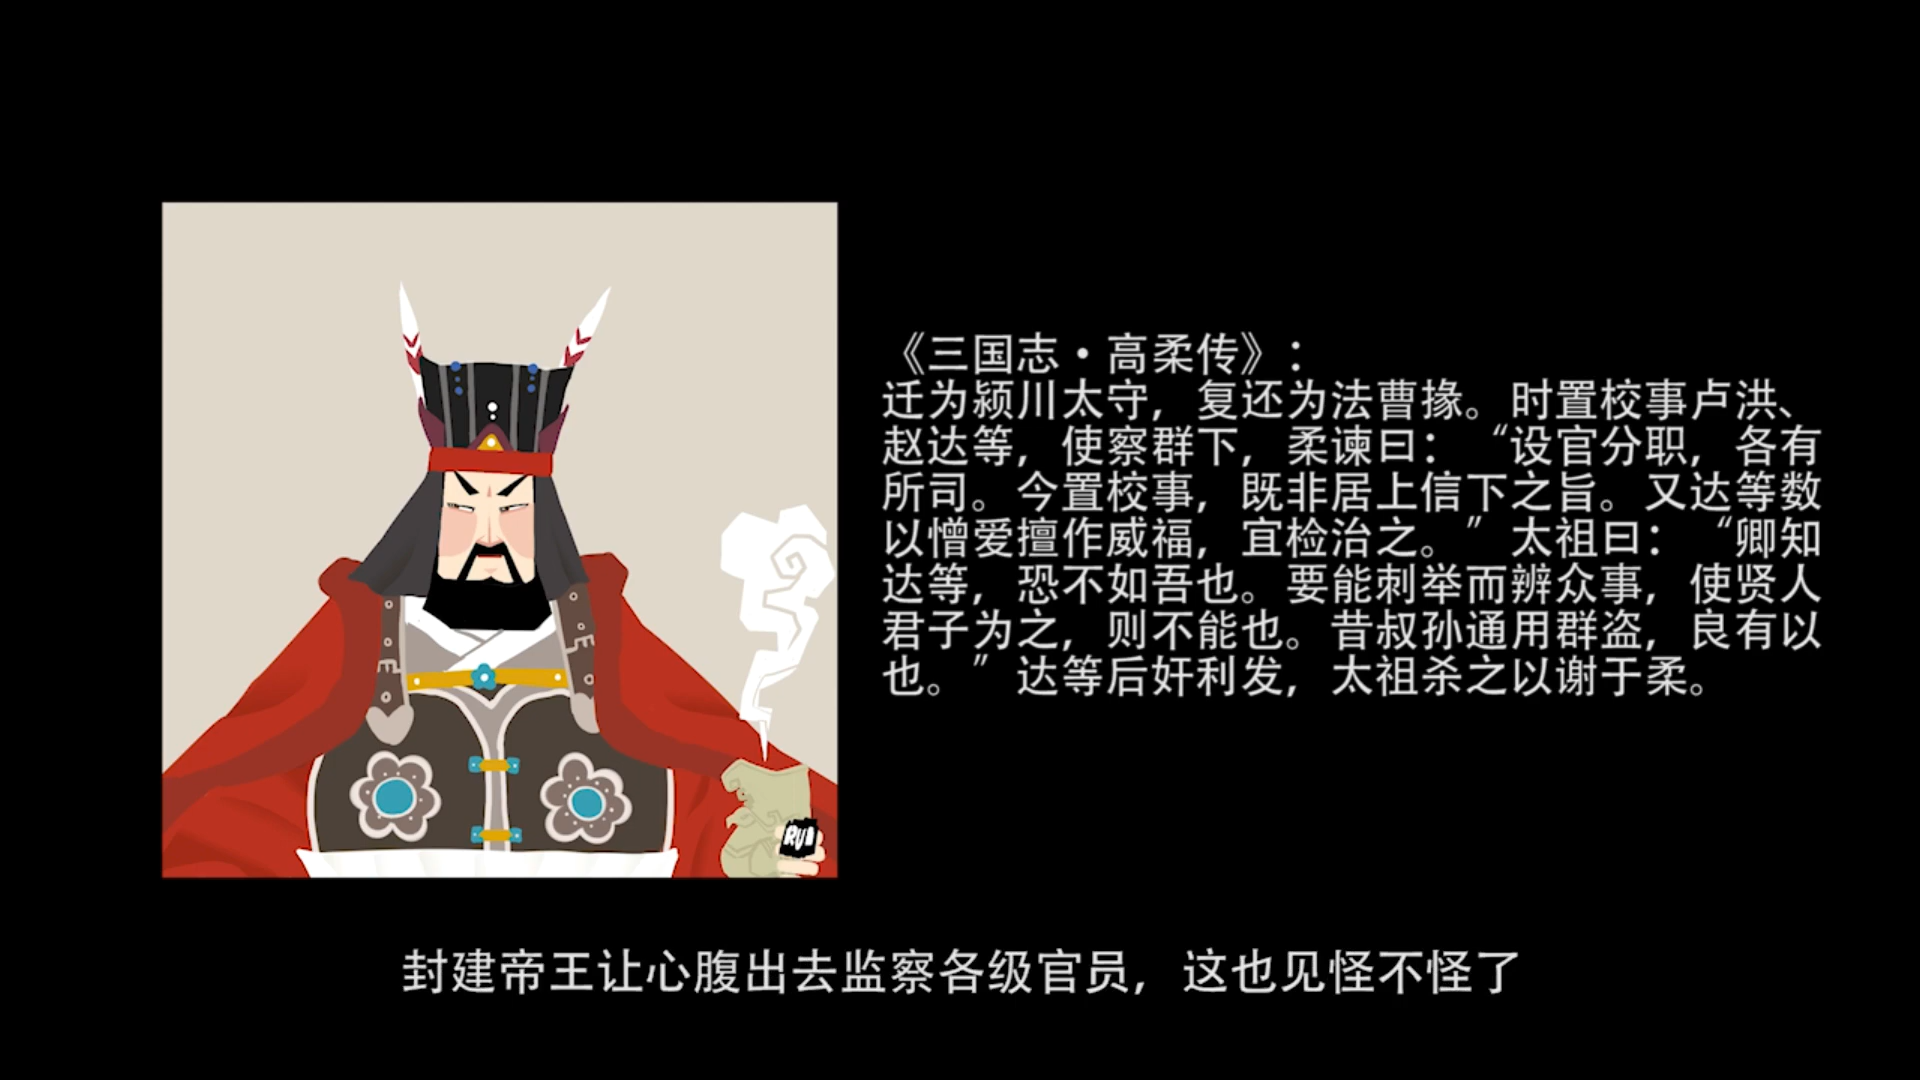 《三国志·高柔传》：
迁为颍川太守，复还为法曹掾。时置校事卢洪、
赵达等，使察群下，柔谏曰：“设官分职，各有
所司。今置校事，既非居上信下之旨。又达等数
以憎爱擅作威福，宜检治之。”太祖曰：“卿知
达等，恐不如吾也。要能刺举而辨众事，使贤人
君子为之，则不能也。昔叔孙通用群盗，良有以
也。”达等后奸利发，太祖杀之以谢于柔。
RUA
封建帝王让心腹出去监察各级官员，这也见怪不怪了